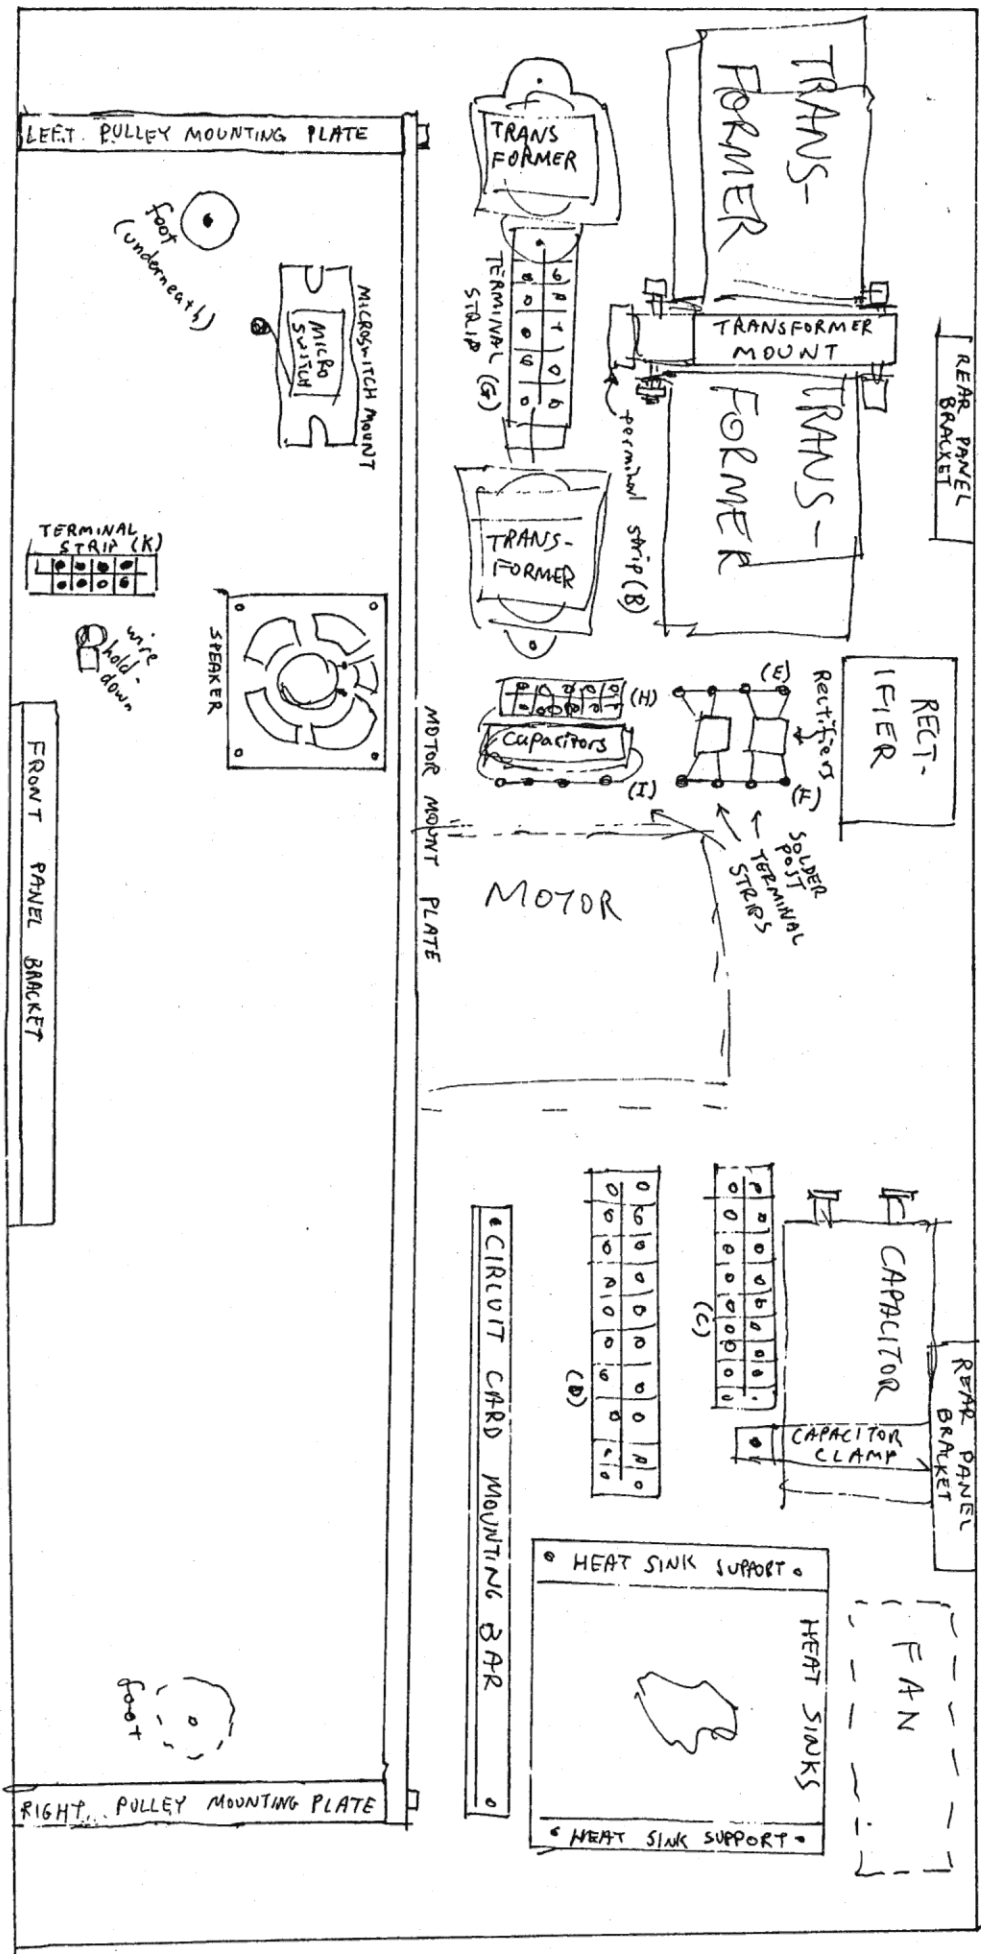 TRANS-
FORMER
TRANS
FORMER
LEFT PULLEY MOUNTING PLATE
foot
(underneath)
MICROSWITCH MOUNT
MICRO
SWITCH
TERMINAL
STRIP (G)
TRANSFORMER
MOUNT
terminal strip (B)
REAR PANEL
BRACKET
TRANS-
FORMER
TRANS-
FORMER
TERMINAL
STRIP (K)
wire
hold-
down
SPEAKER
(H)
Capacitors
(I)
(E)
Rectifiers
(F)
RECT-
IFIER
SOLDER
POST
TERMINAL
STRIPS
MOTOR MOUNT PLATE
MOTOR
FRONT PANEL BRACKET
(C)
(D)
CAPACITOR
CAPACITOR
CLAMP
REAR PANEL
BRACKET
CIRCUIT CARD MOUNTING BAR
HEAT SINK SUPPORT
HEAT SINKS
HEAT SINK SUPPORT
FAN
foot
RIGHT PULLEY MOUNTING PLATE